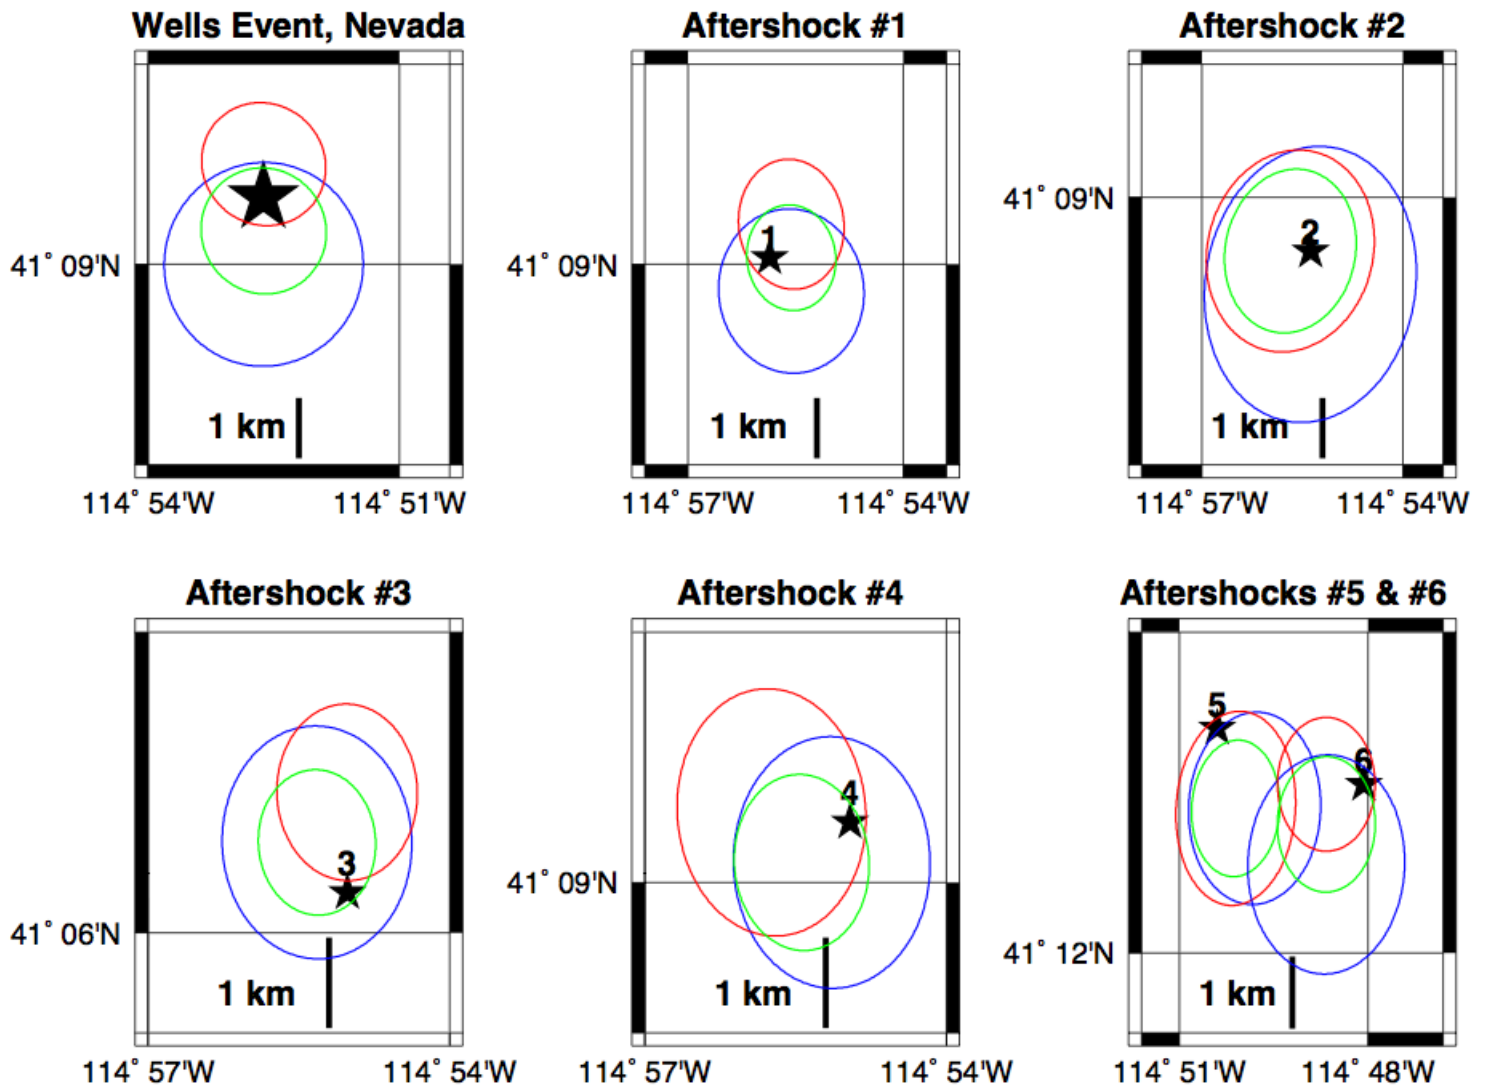 Wells Event, Nevada
41° 09'N
1 km
114° 54'W 114° 51'W
Aftershock #1
1
41° 09'N
1 km
114° 57'W 114° 54'W
Aftershock #2
2
41° 09'N
1 km
114° 57'W 114° 54'W
Aftershock #3
3
41° 06'N
1 km
114° 57'W 114° 54'W
Aftershock #4
4
41° 09'N
1 km
114° 57'W 114° 54'W
Aftershocks #5 & #6
5
6
41° 12'N
1 km
114° 51'W 114° 48'W